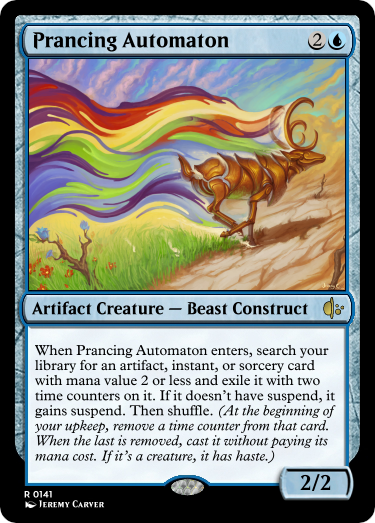 Prancing Automaton 2
Artifact Creature — Beast Construct
When Prancing Automaton enters, search your
library for an artifact, instant, or sorcery card
with mana value 2 or less and exile it with two
time counters on it. If it doesn't have suspend, it
gains suspend. Then shuffle. (At the beginning of
your upkeep, remove a time counter from that card.
When the last is removed, cast it without paying its
mana cost. If it's a creature, it has haste.)
2/2
R 0141
Jeremy Carver